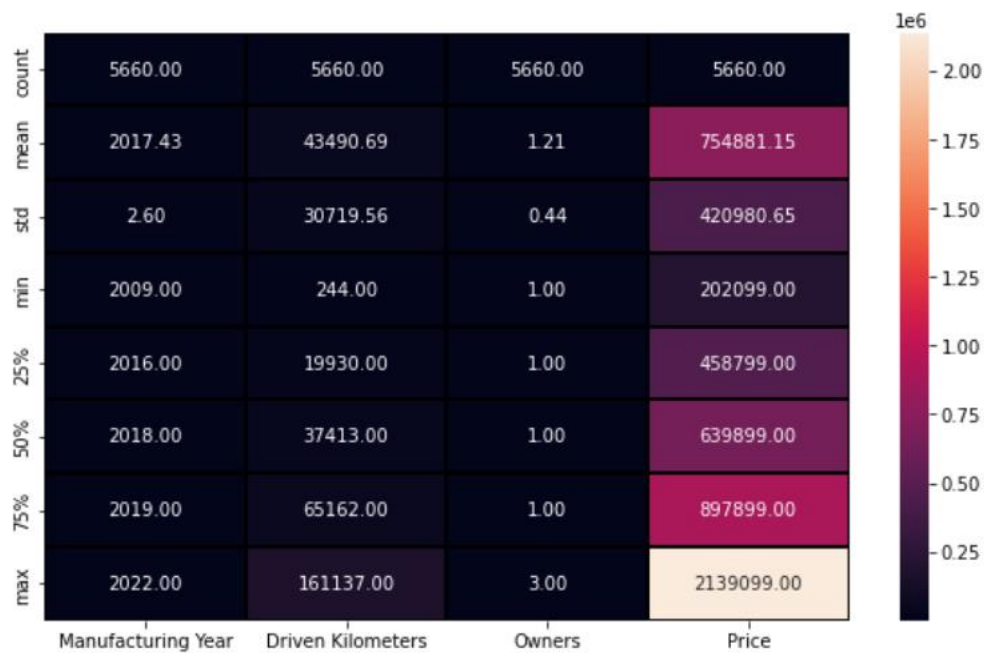 1e6
count 5660.00 5660.00 5660.00 5660.00 2.00
mean 2017.43 43490.69 1.21 754881.15 1.75
std 2.60 30719.56 0.44 420980.65 1.50
min 2009.00 244.00 1.00 202099.00 1.25
25% 2016.00 19930.00 1.00 458799.00 1.00
50% 2018.00 37413.00 1.00 639899.00 0.75
75% 2019.00 65162.00 1.00 897899.00 0.50
max 2022.00 161137.00 3.00 2139099.00 0.25
Manufacturing Year Driven Kilometers Owners Price